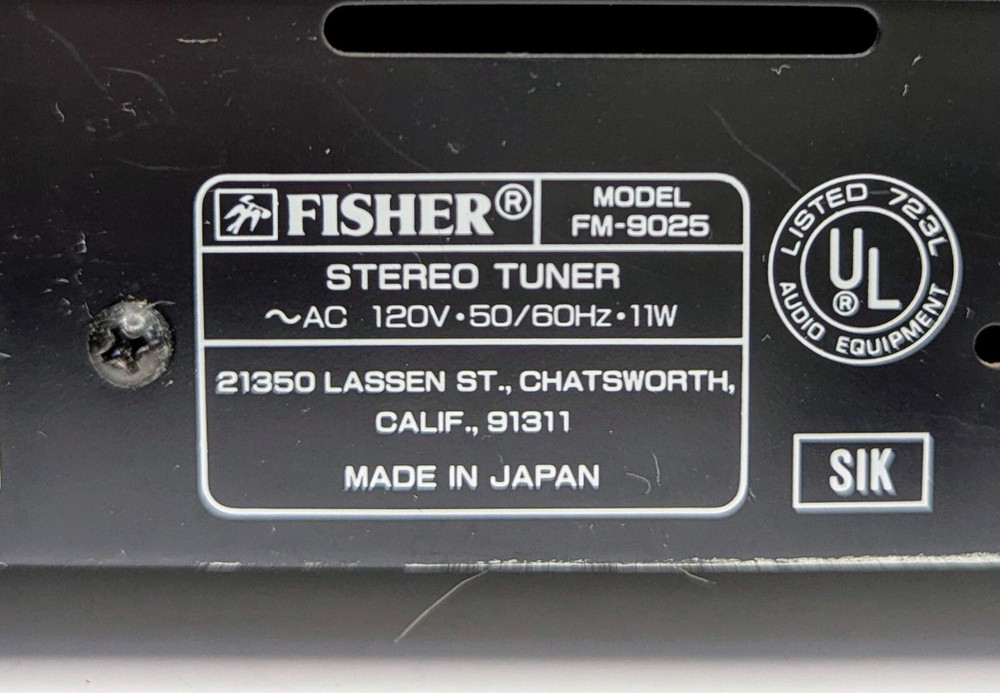 FISHER®
MODEL
FM-9025
STEREO TUNER
~AC 120V·50/60Hz·11W
21350 LASSEN ST., CHATSWORTH,
CALIF., 91311
MADE IN JAPAN
LISTED 723L
UL®
AUDIO EQUIPMENT
SIK